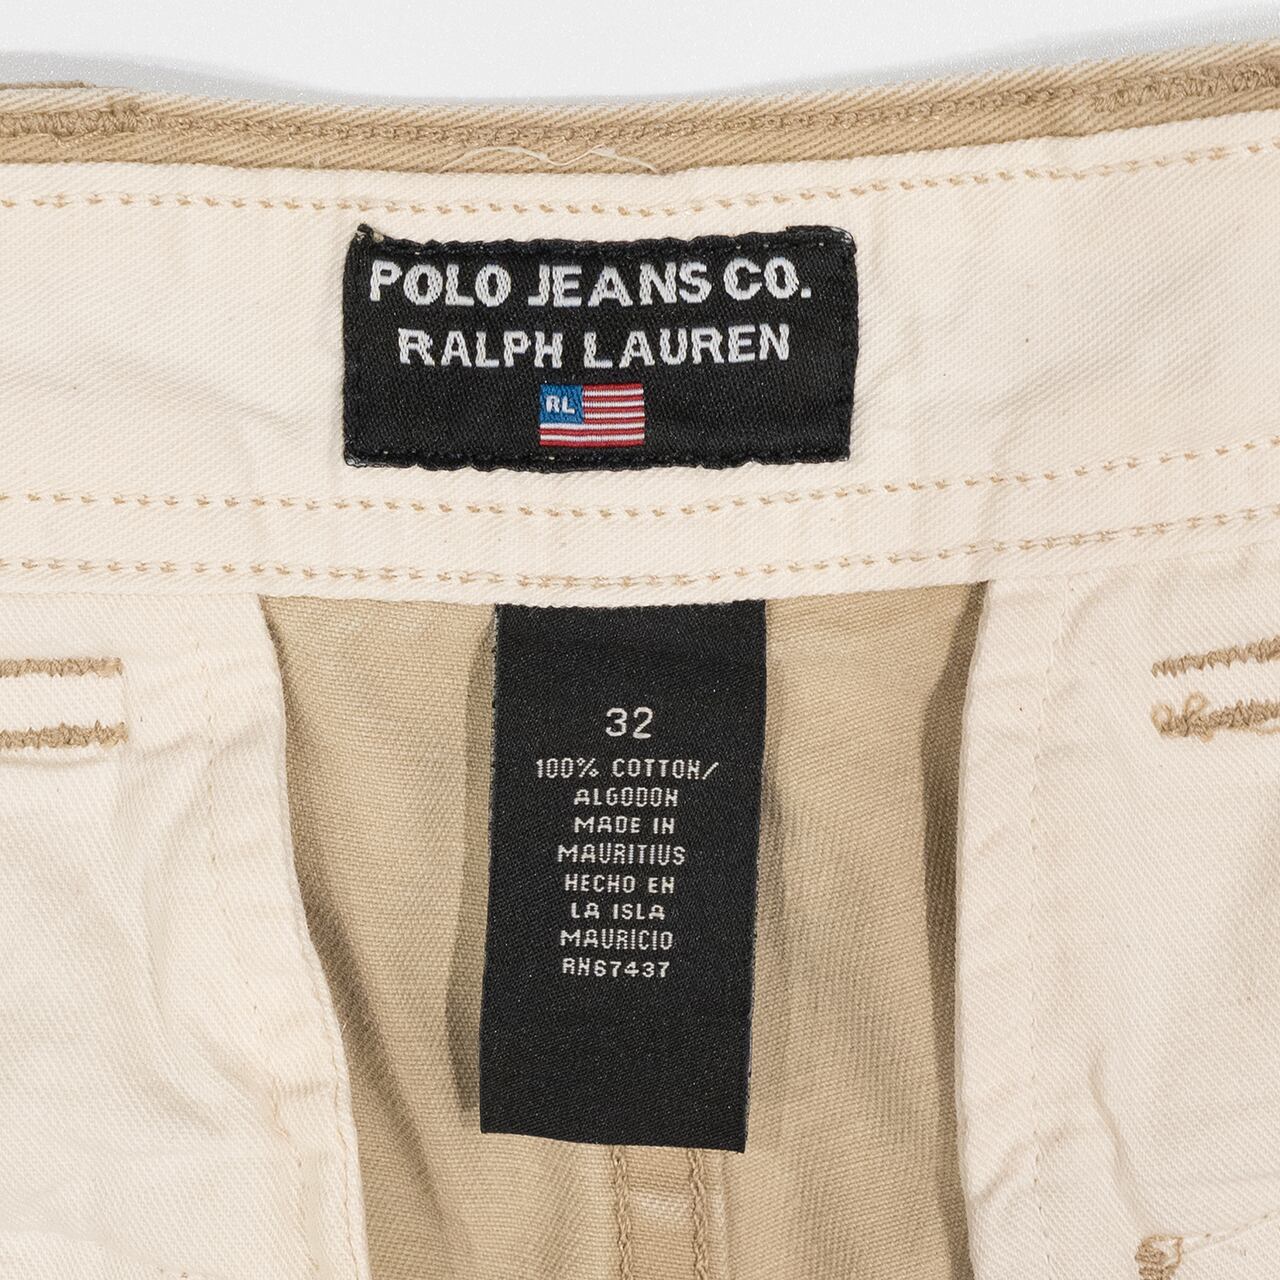 POLO JEANS CO.
RALPH LAUREN
RL
32
100% COTTON/
ALGODON
MADE IN
MAURITIUS
HECHO EN
LA ISLA
MAURICIO
RN67437